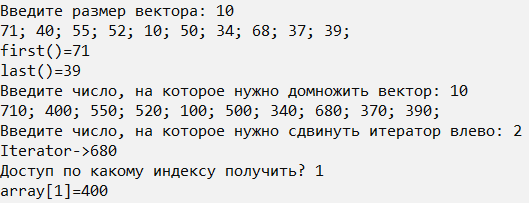 Введите размер вектора: 10
71; 40; 55; 52; 10; 50; 34; 68; 37; 39;
first()=71
last()=39
Введите число, на которое нужно домножить вектор: 10
710; 400; 550; 520; 100; 500; 340; 680; 370; 390;
Введите число, на которое нужно сдвинуть итератор влево: 2
Iterator->680
Доступ по какому индексу получить? 1
array[1]=400